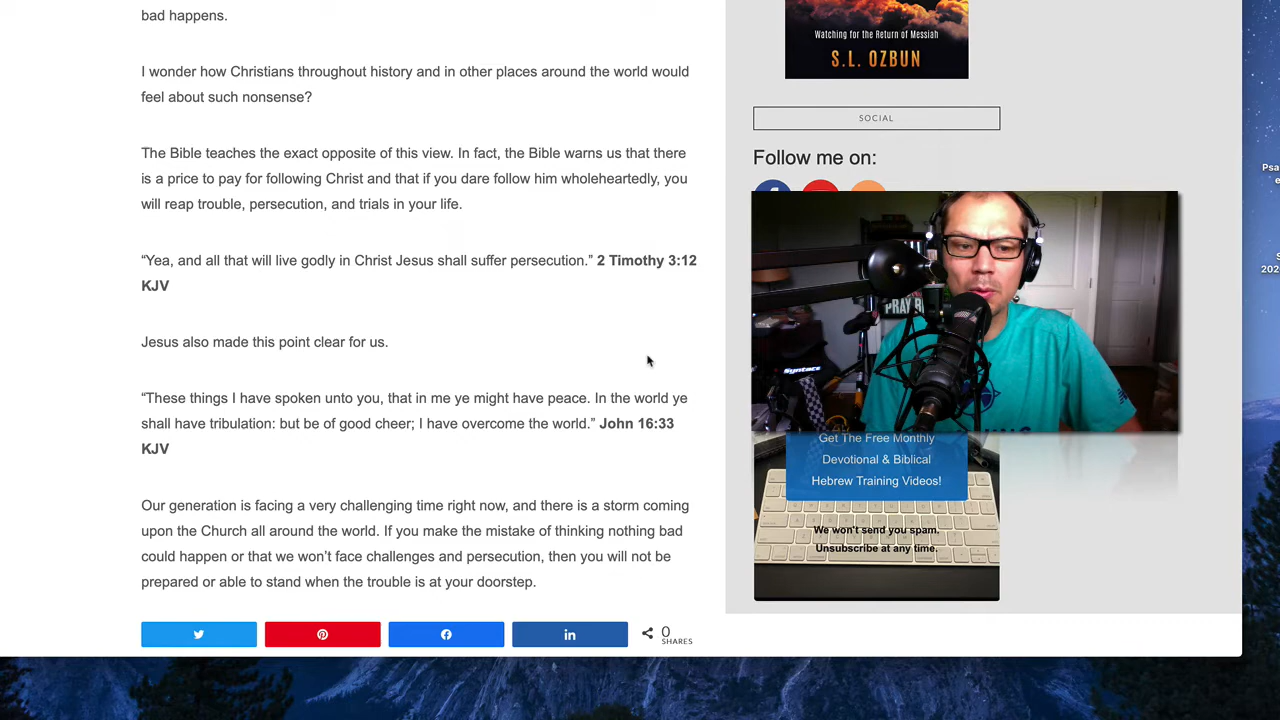 bad happens.
I wonder how Christians throughout history and in other places around the world would
feel about such nonsense?
The Bible teaches the exact opposite of this view. In fact, the Bible warns us that there
is a price to pay for following Christ and that if you dare follow him wholeheartedly, you
will reap trouble, persecution, and trials in your life.
“Yea, and all that will live godly in Christ Jesus shall suffer persecution.” 2 Timothy 3:12
KJV
Jesus also made this point clear for us.
“These things I have spoken unto you, that in me ye might have peace. In the world ye
shall have tribulation: but be of good cheer; I have overcome the world.” John 16:33
KJV
Our generation is facing a very challenging time right now, and there is a storm coming
upon the Church all around the world. If you make the mistake of thinking nothing bad
could happen or that we won’t face challenges and persecution, then you will not be
prepared or able to stand when the trouble is at your doorstep.
0
SHARES
Watching for the Return of Messiah
S.L. OZBUN
SOCIAL
Follow me on:
PRAY
Syntace
Get The Free Monthly
Devotional & Biblical
Hebrew Training Videos!
We won't send you spam.
Unsubscribe at any time.
Psa